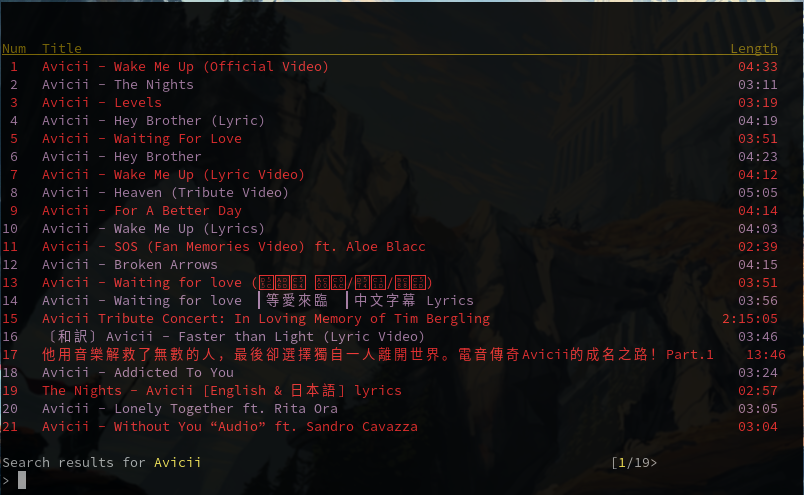 Num Title Length
1 Avicii - Wake Me Up (Official Video) 04:33
2 Avicii - The Nights 03:11
3 Avicii - Levels 03:19
4 Avicii - Hey Brother (Lyric) 04:19
5 Avicii - Waiting For Love 03:51
6 Avicii - Hey Brother 04:23
7 Avicii - Wake Me Up (Lyric Video) 04:12
8 Avicii - Heaven (Tribute Video) 05:05
9 Avicii - For A Better Day 04:14
10 Avicii - Wake Me Up (Lyrics) 04:03
11 Avicii - SOS (Fan Memories Video) ft. Aloe Blacc 02:39
12 Avicii - Broken Arrows 04:15
13 Avicii - Waiting for love ( / / ) 03:51
14 Avicii - Waiting for love ｜等愛來臨 ｜中文字幕 Lyrics 03:56
15 Avicii Tribute Concert: In Loving Memory of Tim Bergling 2:15:05
16 〔和訳〕Avicii - Faster than Light (Lyric Video) 03:46
17 他用音樂解救了無數的人，最後卻選擇獨自一人離開世界。電音傳奇Avicii的成名之路！Part.1 13:46
18 Avicii - Addicted To You 03:24
19 The Nights - Avicii [English & 日本語] lyrics 02:57
20 Avicii - Lonely Together ft. Rita Ora 03:05
21 Avicii - Without You “Audio” ft. Sandro Cavazza 03:04
Search results for Avicii [1/19>
>